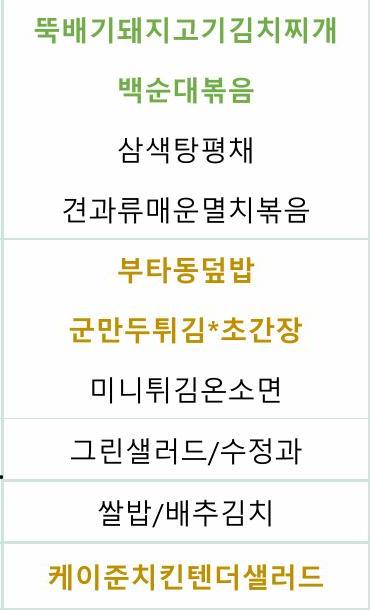 뚝배기돼지고기김치찌개
백순대볶음
삼색탕평채
견과류매운멸치볶음
부타동덮밥
군만두튀김*초간장
미니튀김온소면
그린샐러드/수정과
쌀밥/배추김치
케이준치킨텐더샐러드